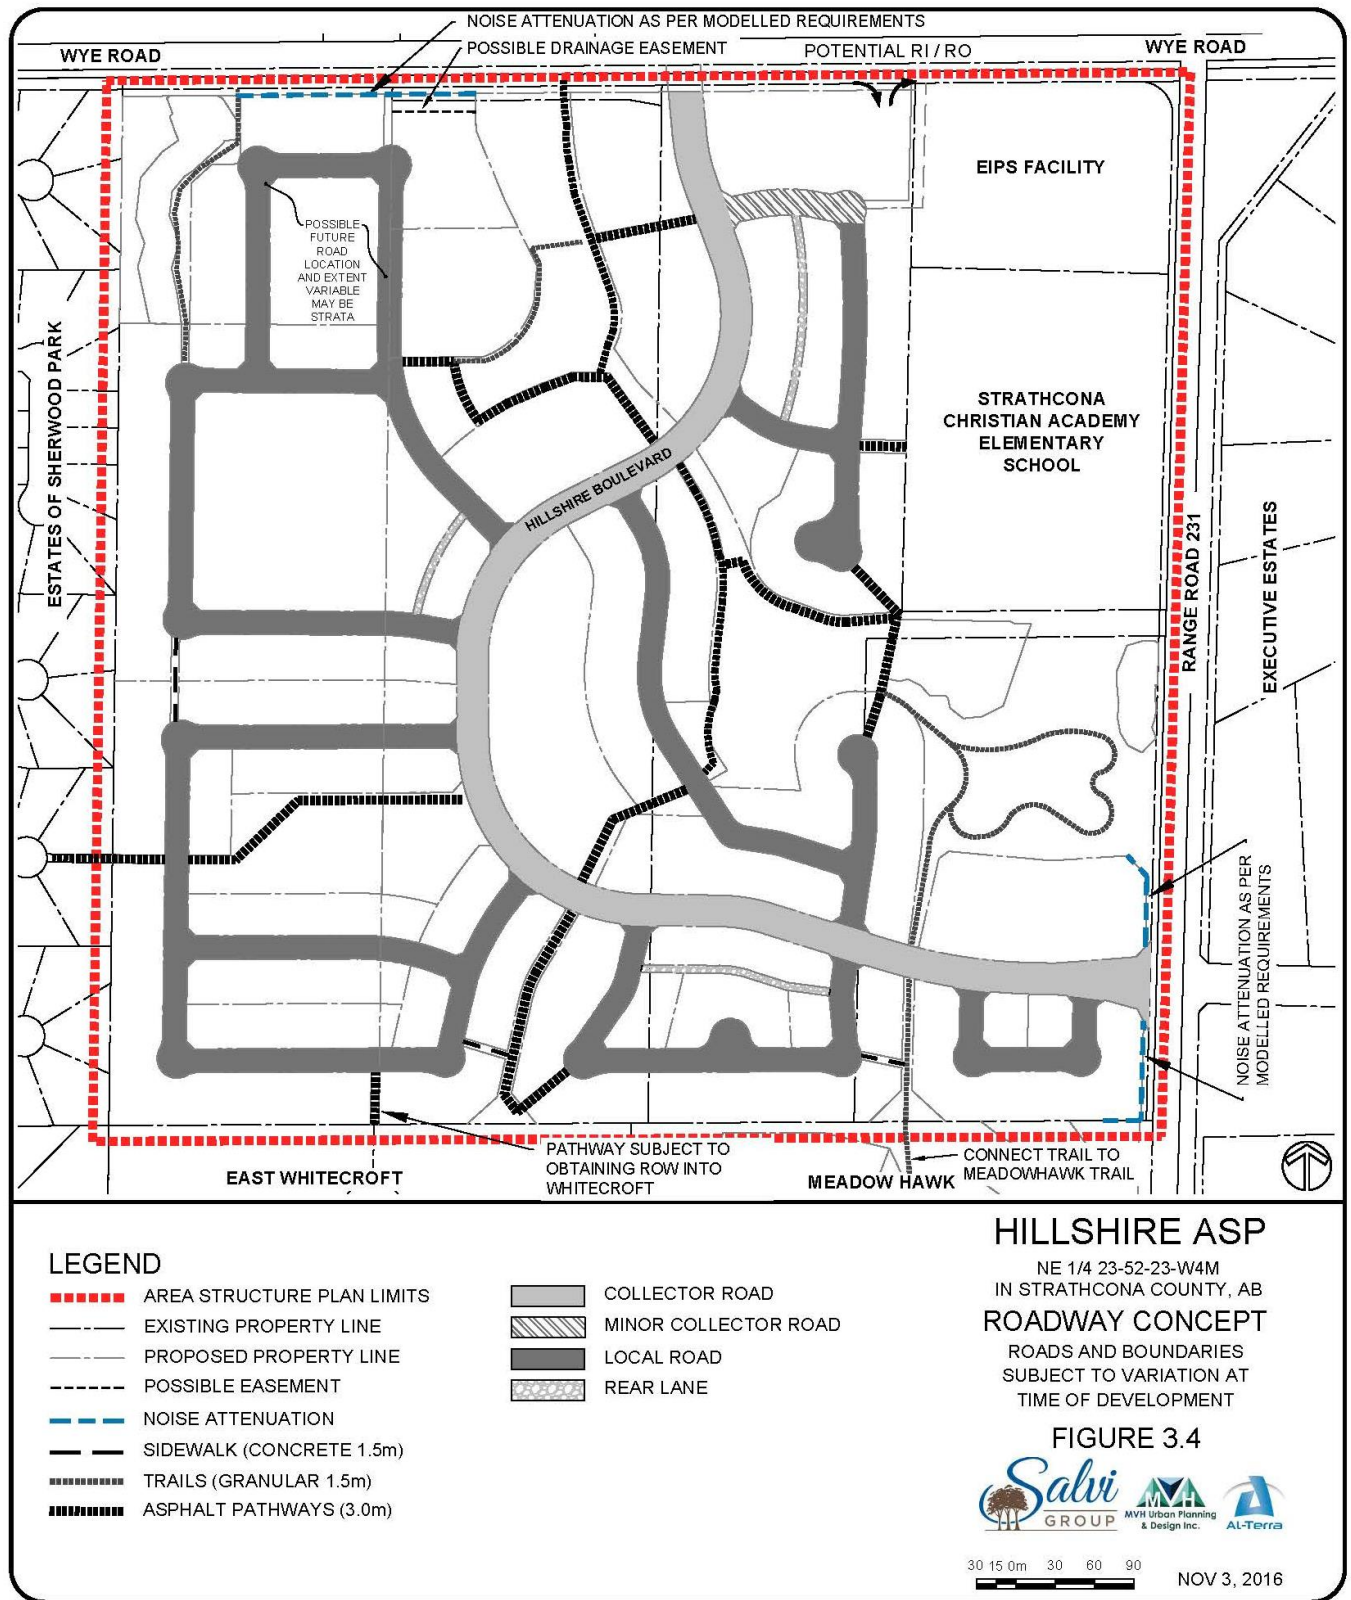 NOISE ATTENUATION AS PER MODELLED REQUIREMENTS
POSSIBLE DRAINAGE EASEMENT
POTENTIAL RI / RO
WYE ROAD
WYE ROAD
EIPS FACILITY
POSSIBLE
FUTURE
ROAD
LOCATION
AND EXTENT
VARIABLE
MAY BE
STRATA
ESTATES OF SHERWOOD PARK
STRATHCONA
CHRISTIAN ACADEMY
ELEMENTARY
SCHOOL
HILLSHIRE BOULEVARD
RANGE ROAD 231
EXECUTIVE ESTATES
NOISE ATTENUATION AS PER
MODELLED REQUIREMENTS
PATHWAY SUBJECT TO
OBTAINING ROW INTO
WHITECROFT
EAST WHITECROFT
MEADOW HAWK
CONNECT TRAIL TO
MEADOWHAWK TRAIL
LEGEND
AREA STRUCTURE PLAN LIMITS
EXISTING PROPERTY LINE
PROPOSED PROPERTY LINE
POSSIBLE EASEMENT
NOISE ATTENUATION
SIDEWALK (CONCRETE 1.5m)
TRAILS (GRANULAR 1.5m)
ASPHALT PATHWAYS (3.0m)
COLLECTOR ROAD
MINOR COLLECTOR ROAD
LOCAL ROAD
REAR LANE
HILLSHIRE ASP
NE 1/4 23-52-23-W4M
IN STRATHCONA COUNTY, AB
ROADWAY CONCEPT
ROADS AND BOUNDARIES
SUBJECT TO VARIATION AT
TIME OF DEVELOPMENT
FIGURE 3.4
Salvi
GROUP
MVH
MVH Urban Planning
& Design Inc.
AL-Terra
30 15 0m 30 60 90
NOV 3, 2016